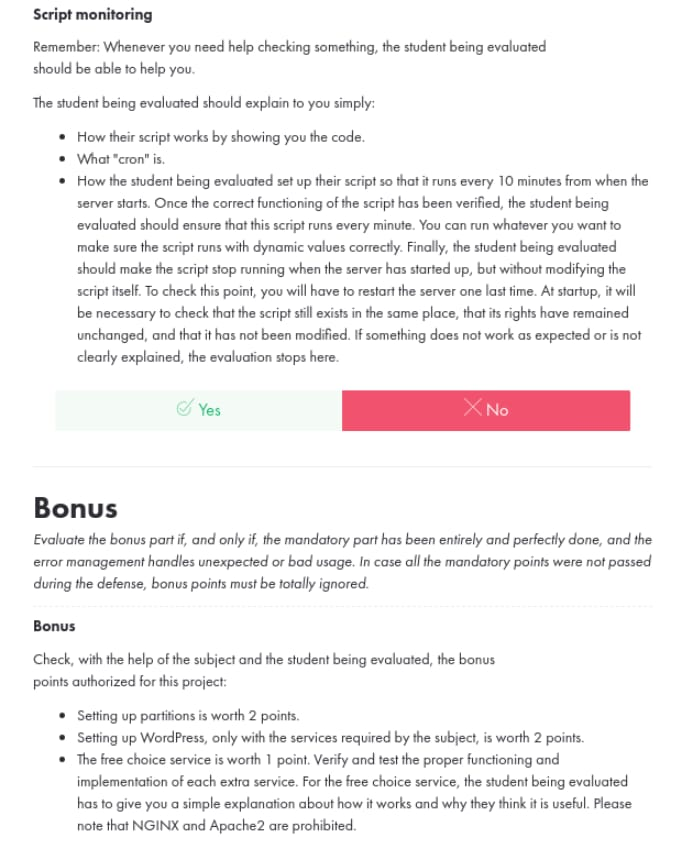 Script monitoring
Remember: Whenever you need help checking something, the student being evaluated
should be able to help you.
The student being evaluated should explain to you simply:
• How their script works by showing you the code.
• What "cron" is.
• How the student being evaluated set up their script so that it runs every 10 minutes from when the
server starts. Once the correct functioning of the script has been verified, the student being
evaluated should ensure that this script runs every minute. You can run whatever you want to
make sure the script runs with dynamic values correctly. Finally, the student being evaluated
should make the script stop running when the server has started up, but without modifying the
script itself. To check this point, you will have to restart the server one last time. At startup, it will
be necessary to check that the script still exists in the same place, that its rights have remained
unchanged, and that it has not been modified. If something does not work as expected or is not
clearly explained, the evaluation stops here.
Yes
No
Bonus
Evaluate the bonus part if, and only if, the mandatory part has been entirely and perfectly done, and the
error management handles unexpected or bad usage. In case all the mandatory points were not passed
during the defense, bonus points must be totally ignored.
Bonus
Check, with the help of the subject and the student being evaluated, the bonus
points authorized for this project:
• Setting up partitions is worth 2 points.
• Setting up WordPress, only with the services required by the subject, is worth 2 points.
• The free choice service is worth 1 point. Verify and test the proper functioning and
implementation of each extra service. For the free choice service, the student being evaluated
has to give you a simple explanation about how it works and why they think it is useful. Please
note that NGINX and Apache2 are prohibited.